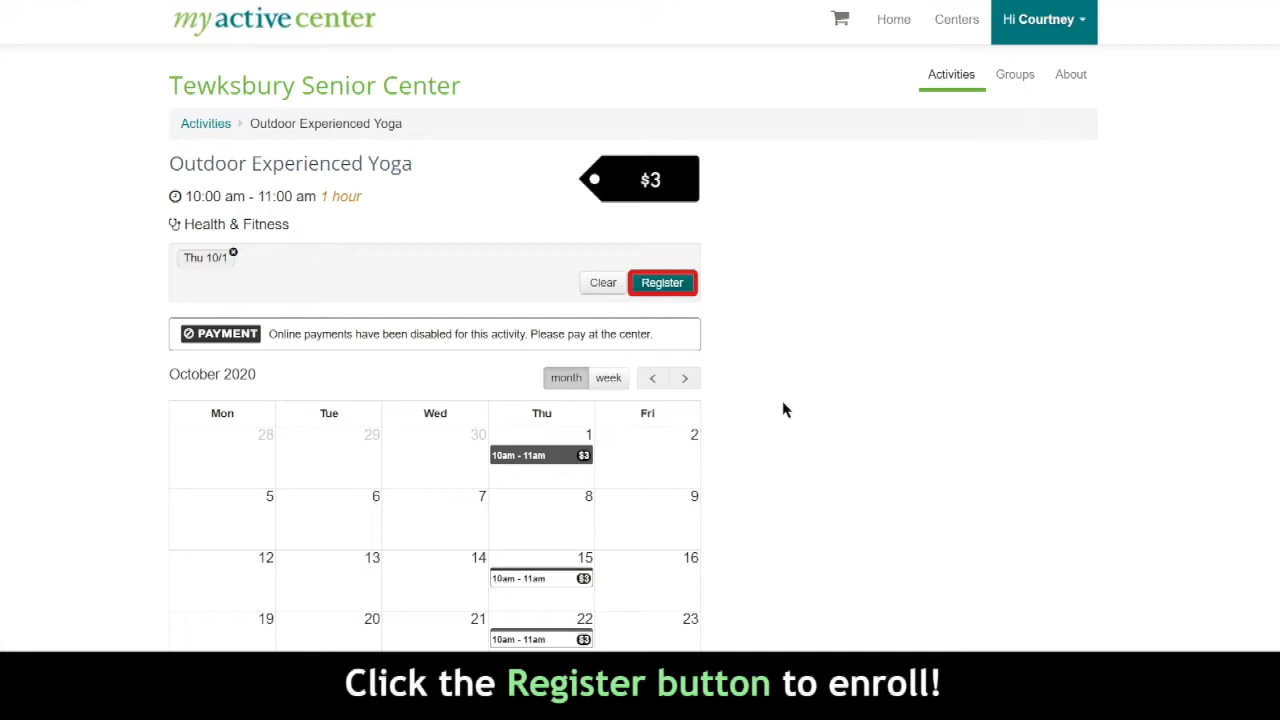 my active center
Home Centers Hi Courtney
Tewksbury Senior Center
Activities Groups About
Activities Outdoor Experienced Yoga
Outdoor Experienced Yoga
$3
10:00 am - 11:00 am 1 hour
Health & Fitness
Thu 10/1
Clear Register
PAYMENT Online payments have been disabled for this activity. Please pay at the center.
October 2020 month week < >
Mon Tue Wed Thu Fri
28 29 30 1 2
10am - 11am $3
5 6 7 8 9
12 13 14 15 16
10am - 11am $3
19 20 21 22 23
10am - 11am $3
Click the Register button to enroll!